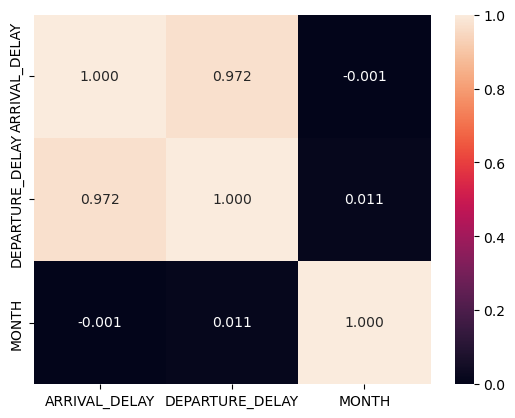 ARRIVAL_DELAY
DEPARTURE_DELAY
MONTH
1.000 0.972 -0.001
0.972 1.000 0.011
-0.001 0.011 1.000
ARRIVAL_DELAY DEPARTURE_DELAY MONTH
1.0
0.8
0.6
0.4
0.2
0.0